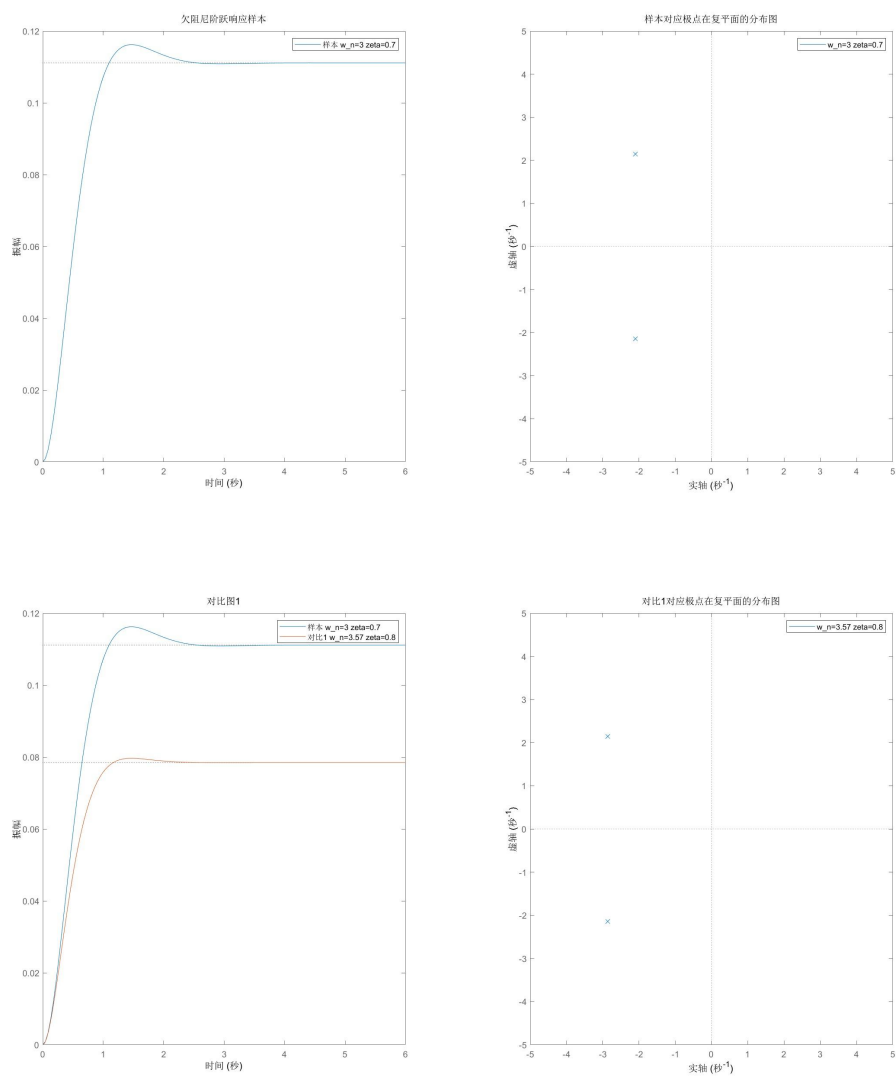 欠阻尼阶跃响应样本
样本 w_n=3 zeta=0.7
0.12
0.1
0.08
0.06
0.04
0.02
0
振幅
0 1 2 3 4 5 6
时间 (秒)
样本对应极点在复平面的分布图
w_n=3 zeta=0.7
5
4
3
2
1
0
-1
-2
-3
-4
-5
虚轴 (秒-1)
-5 -4 -3 -2 -1 0 1 2 3 4 5
实轴 (秒-1)
对比图1
样本 w_n=3 zeta=0.7
对比1 w_n=3.57 zeta=0.8
0.12
0.1
0.08
0.06
0.04
0.02
0
振幅
0 1 2 3 4 5 6
时间 (秒)
对比1对应极点在复平面的分布图
w_n=3.57 zeta=0.8
5
4
3
2
1
0
-1
-2
-3
-4
-5
虚轴 (秒-1)
-5 -4 -3 -2 -1 0 1 2 3 4 5
实轴 (秒-1)